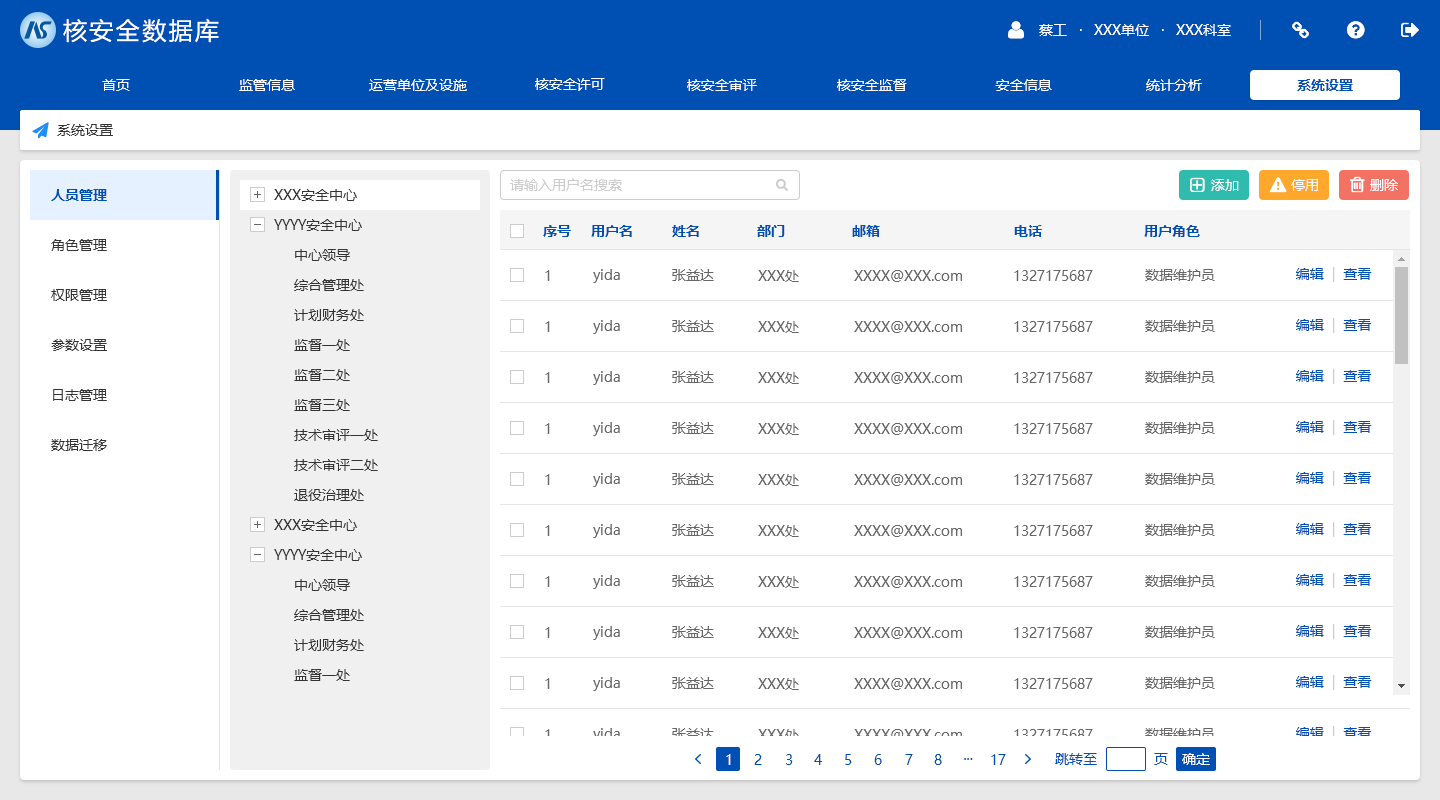 核安全数据库
蔡工 · XXX单位 · XXX科室
首页 监管信息 运营单位及设施 核安全许可 核安全审评 核安全监督 安全信息 统计分析 系统设置
系统设置
人员管理
角色管理
权限管理
参数设置
日志管理
数据迁移
XXX安全中心
YYYY安全中心
中心领导
综合管理处
计划财务处
监督一处
监督二处
监督三处
技术审评一处
技术审评二处
退役治理处
XXX安全中心
YYYY安全中心
中心领导
综合管理处
计划财务处
监督一处
请输入用户名搜索
添加 停用 删除
序号 用户名 姓名 部门 邮箱 电话 用户角色
1 yida 张益达 XXX处 XXXX@XXX.com 1327175687 数据维护员 编辑 | 查看
1 yida 张益达 XXX处 XXXX@XXX.com 1327175687 数据维护员 编辑 | 查看
1 yida 张益达 XXX处 XXXX@XXX.com 1327175687 数据维护员 编辑 | 查看
1 yida 张益达 XXX处 XXXX@XXX.com 1327175687 数据维护员 编辑 | 查看
1 yida 张益达 XXX处 XXXX@XXX.com 1327175687 数据维护员 编辑 | 查看
1 yida 张益达 XXX处 XXXX@XXX.com 1327175687 数据维护员 编辑 | 查看
1 yida 张益达 XXX处 XXXX@XXX.com 1327175687 数据维护员 编辑 | 查看
1 yida 张益达 XXX处 XXXX@XXX.com 1327175687 数据维护员 编辑 | 查看
1 yida 张益达 XXX处 XXXX@XXX.com 1327175687 数据维护员 编辑 | 查看
1 yida 张益达 XXX处 XXXX@XXX.com 1327175687 数据维护员 编辑 | 查看
< 1 2 3 4 5 6 7 8 ··· 17 > 跳转至 页 确定